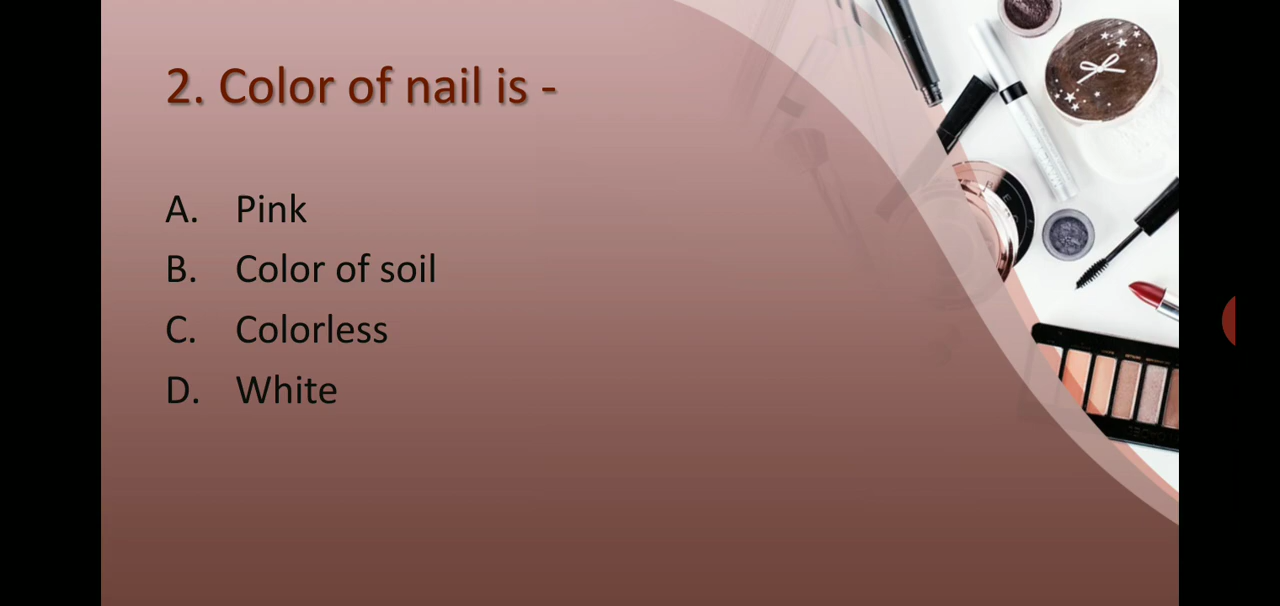 2. Color of nail is -
A. Pink
B. Color of soil
C. Colorless
D. White